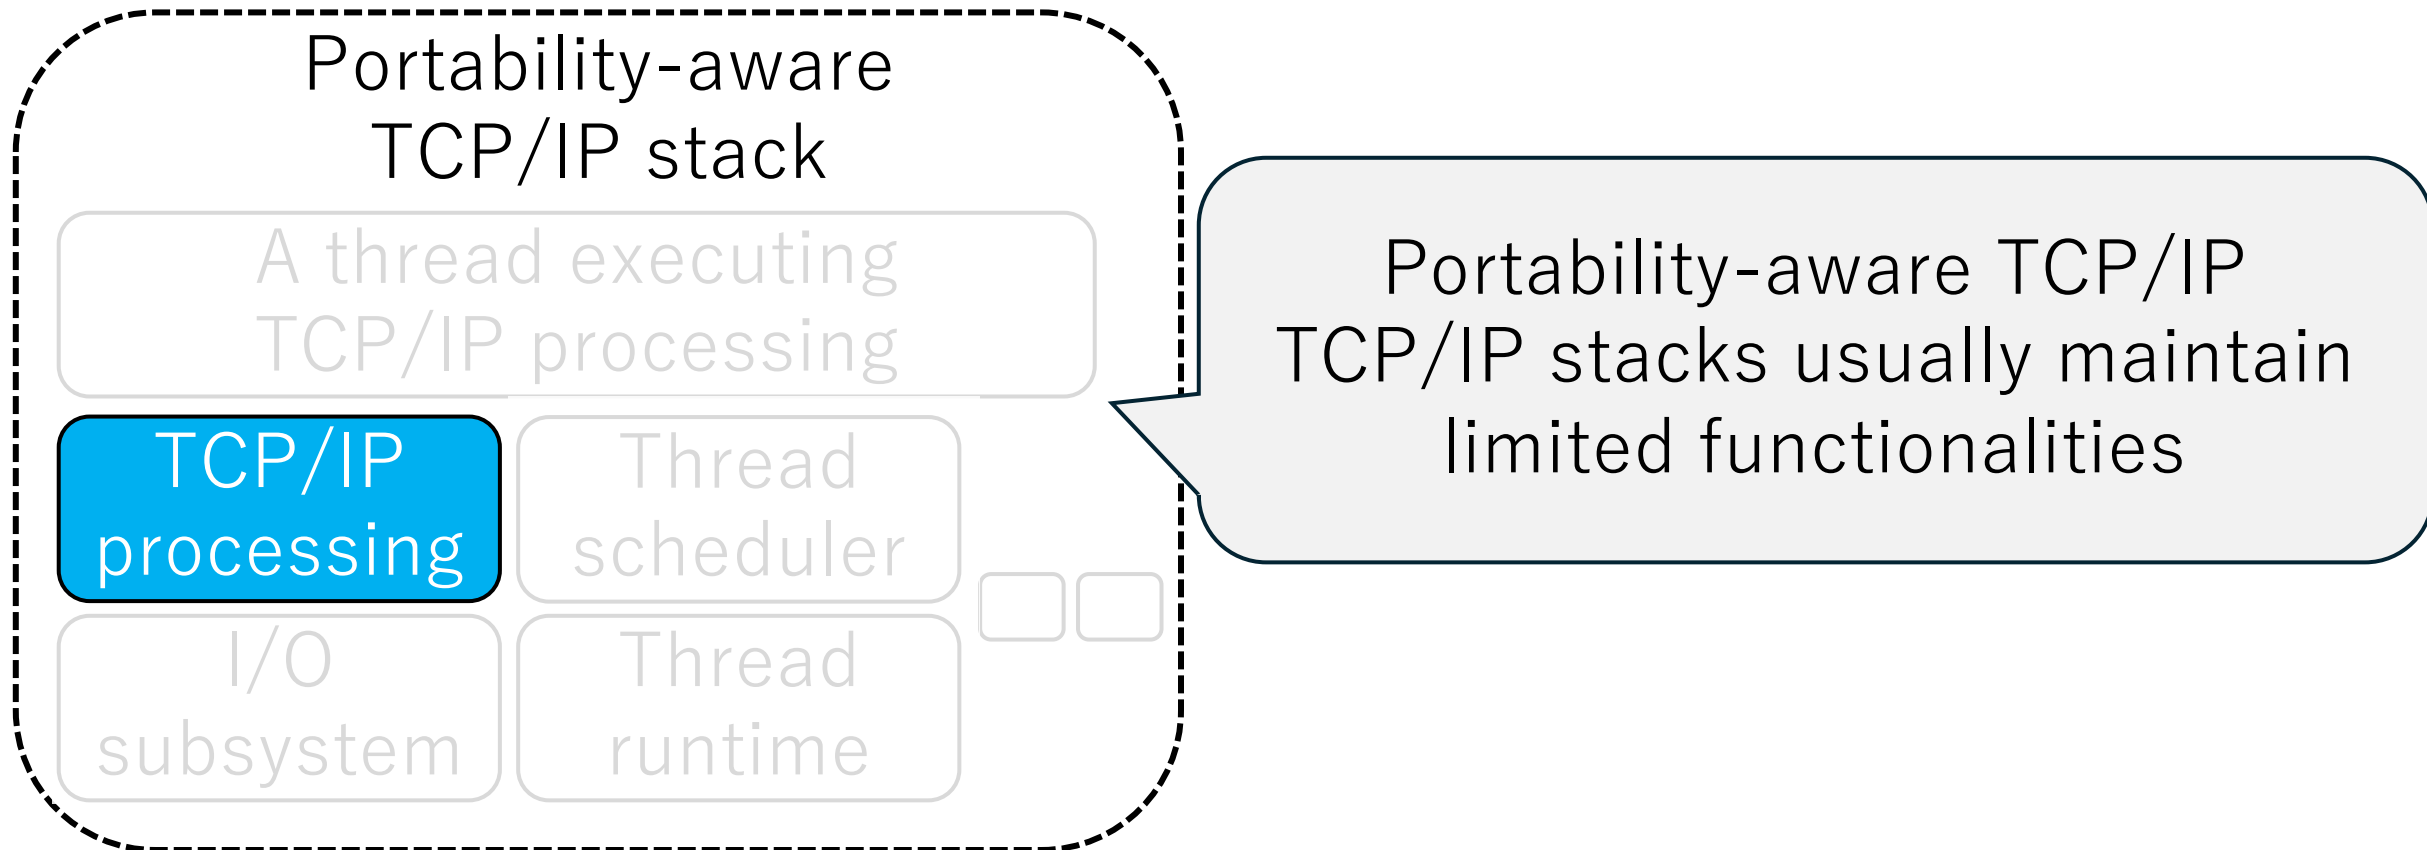 Portability-aware
TCP/IP stack
A thread executing
TCP/IP processing
TCP/IP
processing
Thread
scheduler
I/O
subsystem
Thread
runtime
Portability-aware TCP/IP
TCP/IP stacks usually maintain
limited functionalities